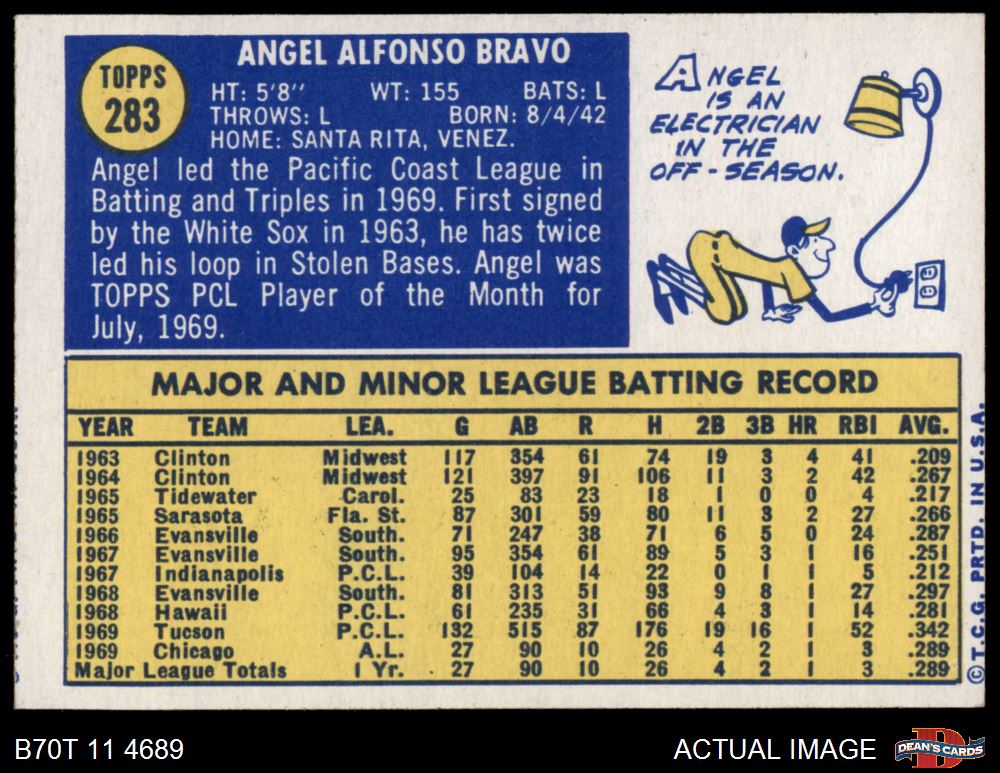 TOPPS
283
ANGEL ALFONSO BRAVO
HT: 5'8'' WT: 155 BATS: L
THROWS: L BORN: 8/4/42
HOME: SANTA RITA, VENEZ.
Angel led the Pacific Coast League in
Batting and Triples in 1969. First signed
by the White Sox in 1963, he has twice
led his loop in Stolen Bases. Angel was
TOPPS PCL Player of the Month for
July, 1969.
ANGEL
IS AN
ELECTRICIAN
IN THE
OFF-SEASON.
MAJOR AND MINOR LEAGUE BATTING RECORD
YEAR TEAM LEA. G AB R H 2B 3B HR RBI AVG.
1963 Clinton Midwest 117 354 61 74 19 3 4 41 .209
1964 Clinton Midwest 121 397 91 106 11 3 2 42 .267
1965 Tidewater Carol. 25 83 23 18 1 0 0 4 .217
1965 Sarasota Fla. St. 87 301 59 80 11 3 2 27 .266
1966 Evansville South. 71 247 38 71 6 5 0 24 .287
1967 Evansville South. 95 354 61 89 5 3 1 16 .251
1967 Indianapolis P.C.L. 39 104 14 22 0 1 1 5 .212
1968 Evansville South. 81 313 51 93 9 8 1 27 .297
1968 Hawaii P.C.L. 61 235 31 66 4 3 1 14 .281
1969 Tucson P.C.L. 132 515 87 176 19 16 1 52 .342
1969 Chicago A.L. 27 90 10 26 4 2 1 3 .289
Major League Totals 1 Yr. 27 90 10 26 4 2 1 3 .289
© T.C.G. PRTD. IN U.S.A.
B70T 11 4689
ACTUAL IMAGE
DEAN'S CARDS